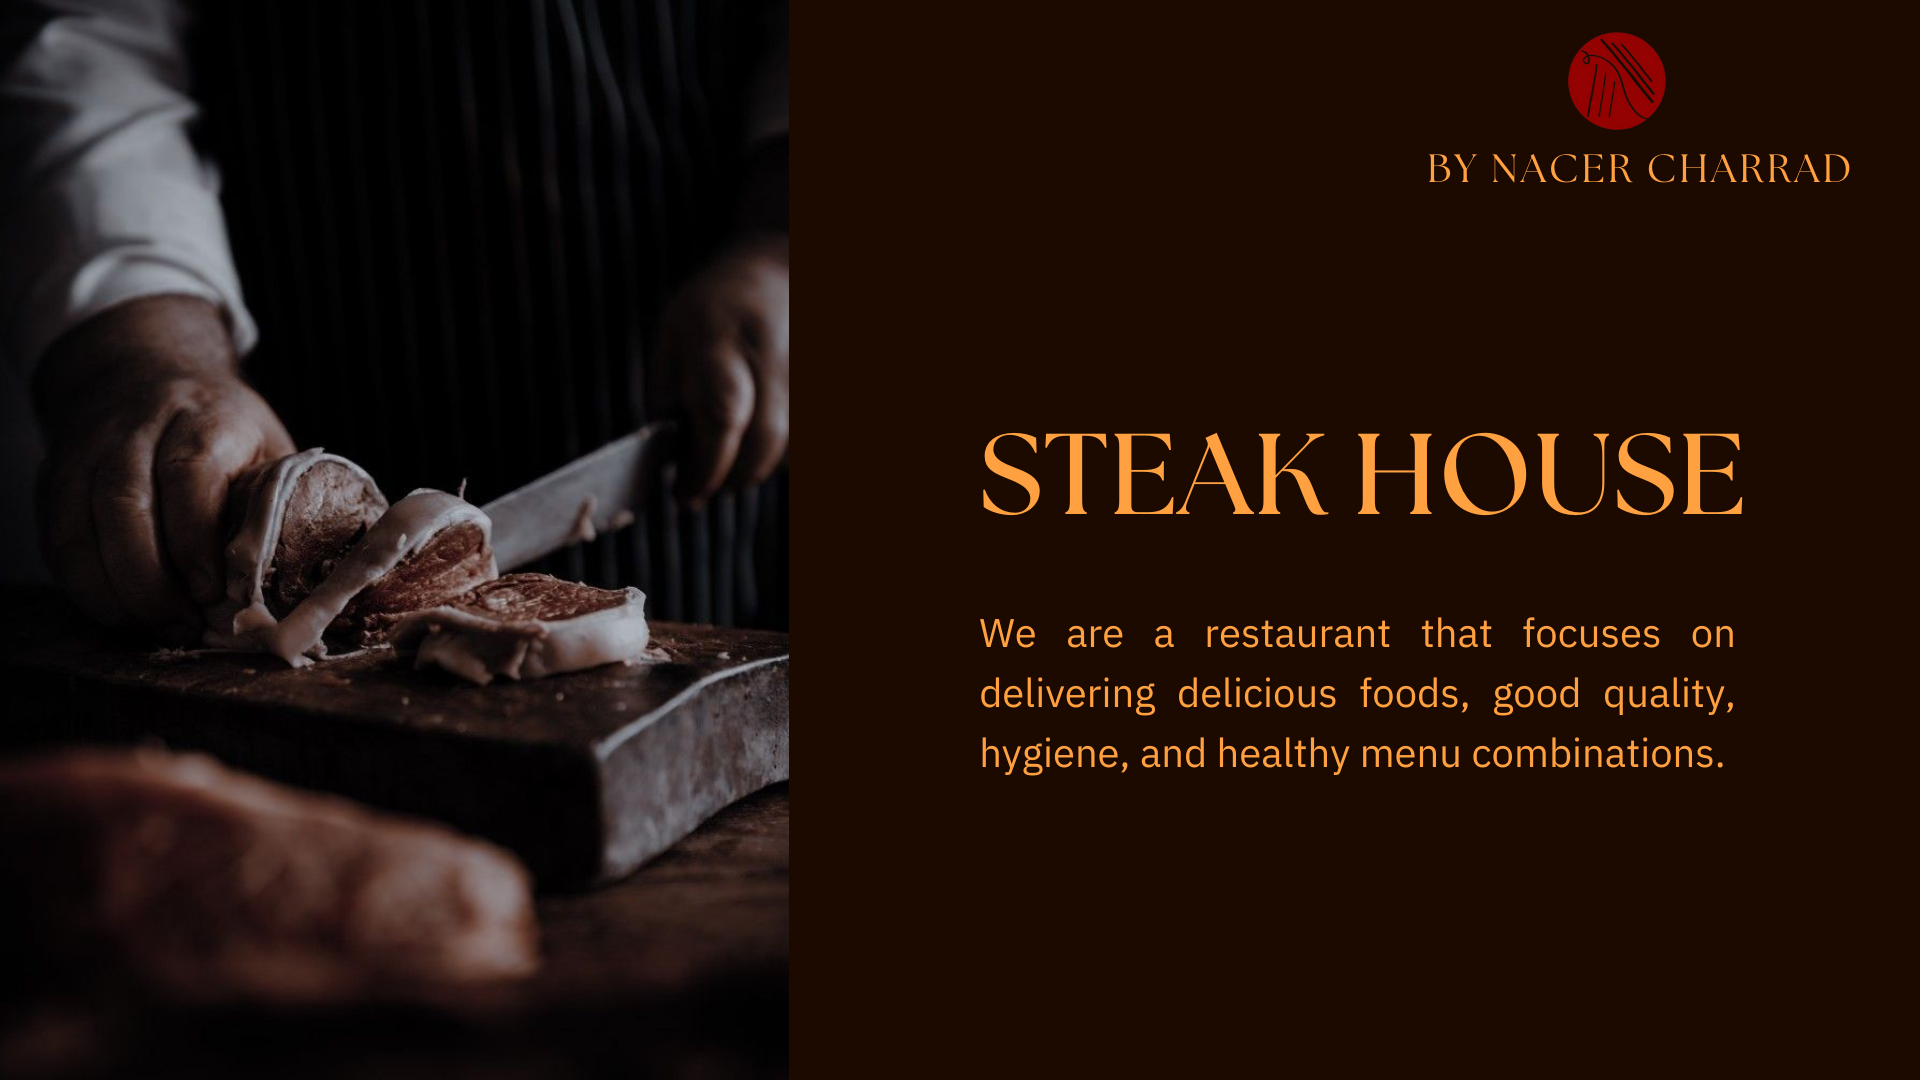 BY NACER CHARRAD
STEAK HOUSE
We are a restaurant that focuses on
delivering delicious foods, good quality,
hygiene, and healthy menu combinations.